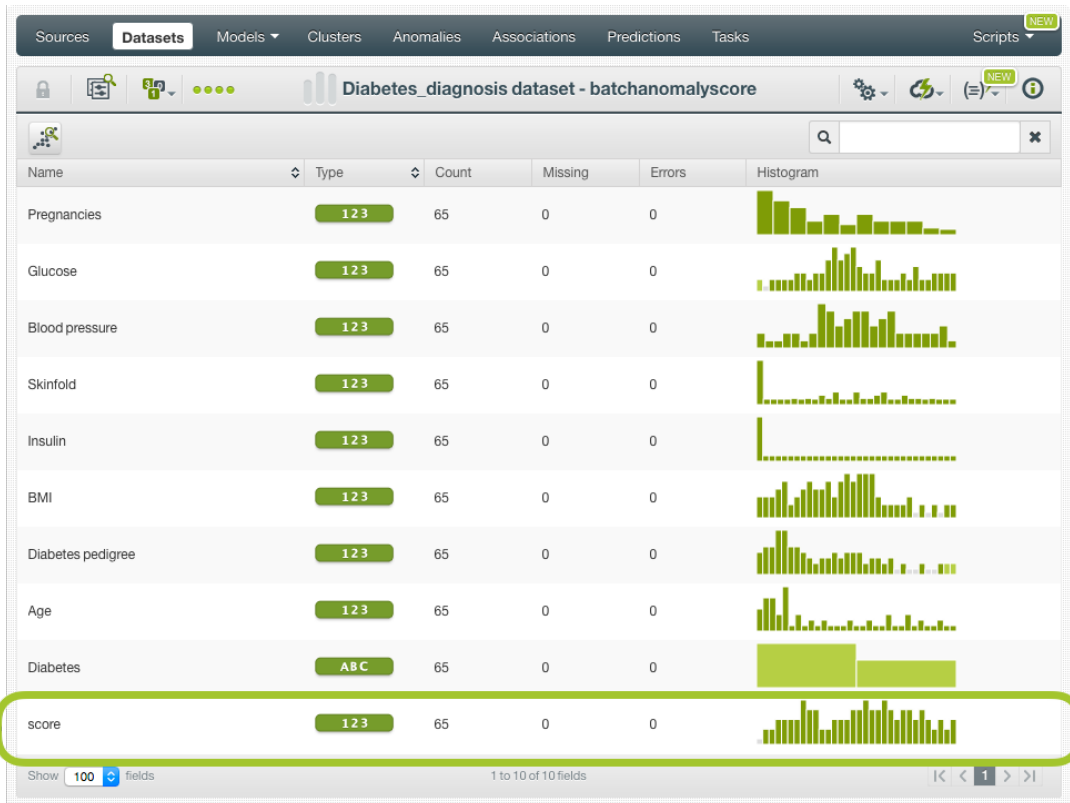 NEW
Sources Datasets Models Clusters Anomalies Associations Predictions Tasks Scripts
NEW
Diabetes_diagnosis dataset - batchanomalyscore (=)
Name Type Count Missing Errors Histogram
Pregnancies 123 65 0 0
Glucose 123 65 0 0
Blood pressure 123 65 0 0
Skinfold 123 65 0 0
Insulin 123 65 0 0
BMI 123 65 0 0
Diabetes pedigree 123 65 0 0
Age 123 65 0 0
Diabetes ABC 65 0 0
score 123 65 0 0
Show 100 fields 1 to 10 of 10 fields 1